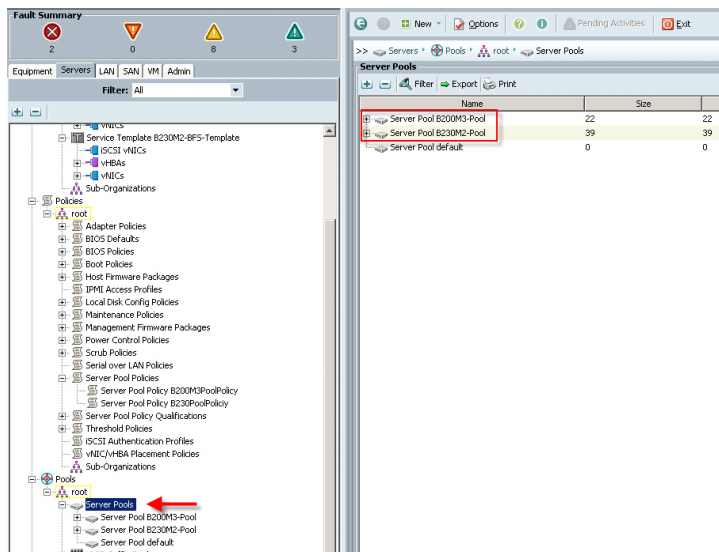 Fault Summary
2 0 8 3
Equipment Servers LAN SAN VM Admin
Filter: All
vNICs
Service Template B230M2-BFS-Template
iSCSI vNICs
vHBAs
vNICs
Sub-Organizations
Policies
root
Adapter Policies
BIOS Defaults
BIOS Policies
Boot Policies
Host Firmware Packages
IPMI Access Profiles
Local Disk Config Policies
Maintenance Policies
Management Firmware Packages
Power Control Policies
Scrub Policies
Serial over LAN Policies
Server Pool Policies
Server Pool Policy B200M3PoolPolicy
Server Pool Policy B230PoolPoliciy
Server Pool Policy Qualifications
Threshold Policies
iSCSI Authentication Profiles
vNIC/vHBA Placement Policies
Sub-Organizations
Pools
root
Server Pools
Server Pool B200M3-Pool
Server Pool B230M2-Pool
Server Pool default
New Options Pending Activities Exit
>> Servers Pools root Server Pools
Server Pools
Filter Export Print
Name Size
Server Pool B200M3-Pool 22 22
Server Pool B230M2-Pool 39 39
Server Pool default 0 0